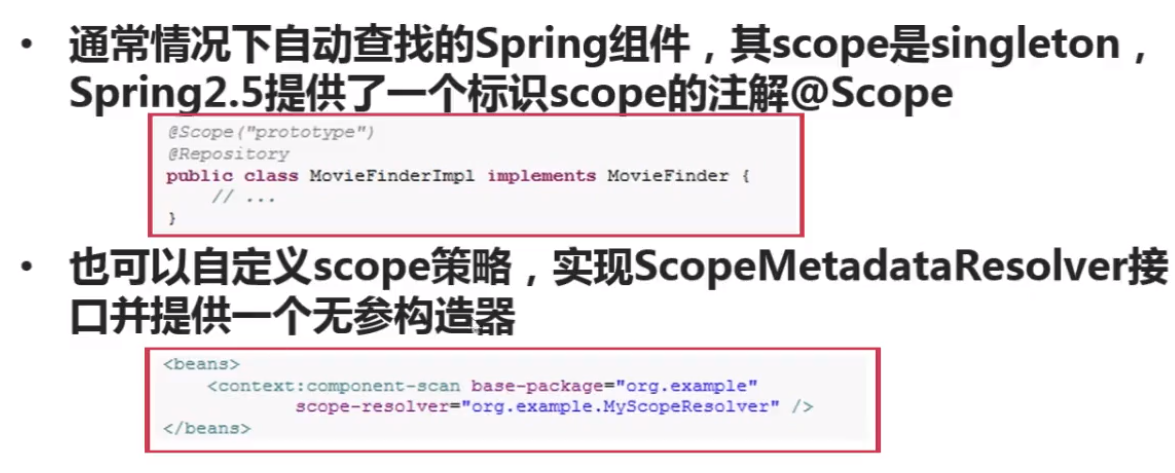 • 通常情况下自动查找的Spring组件，其scope是singleton，
Spring2.5提供了一个标识scope的注解@Scope
@Scope("prototype")
@Repository
public class MovieFinderImpl implements MovieFinder {
    // ...
}
• 也可以自定义scope策略，实现ScopeMetadataResolver接
口并提供一个无参构造器
<beans>
    <context:component-scan base-package="org.example"
            scope-resolver="org.example.MyScopeResolver" />
</beans>